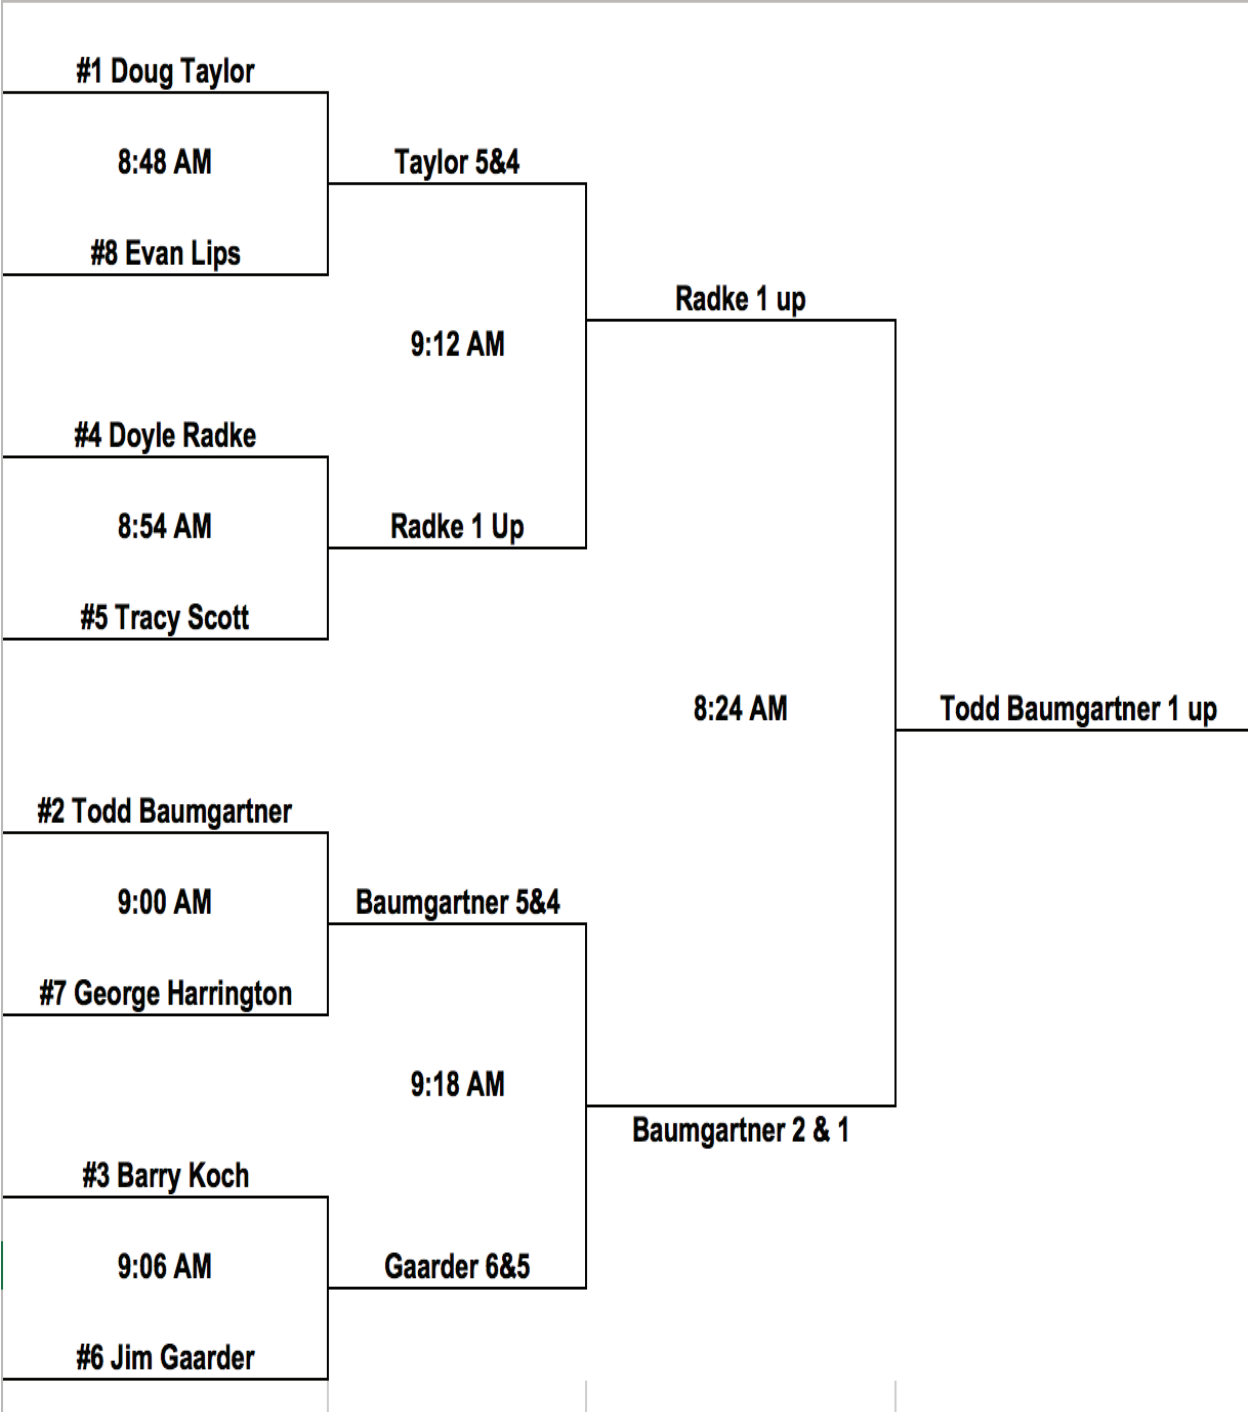 #1 Doug Taylor
8:48 AM
Taylor 5&4
#8 Evan Lips
Radke 1 up
9:12 AM
#4 Doyle Radke
8:54 AM
Radke 1 Up
#5 Tracy Scott
8:24 AM
Todd Baumgartner 1 up
#2 Todd Baumgartner
9:00 AM
Baumgartner 5&4
#7 George Harrington
9:18 AM
Baumgartner 2 & 1
#3 Barry Koch
9:06 AM
Gaarder 6&5
#6 Jim Gaarder